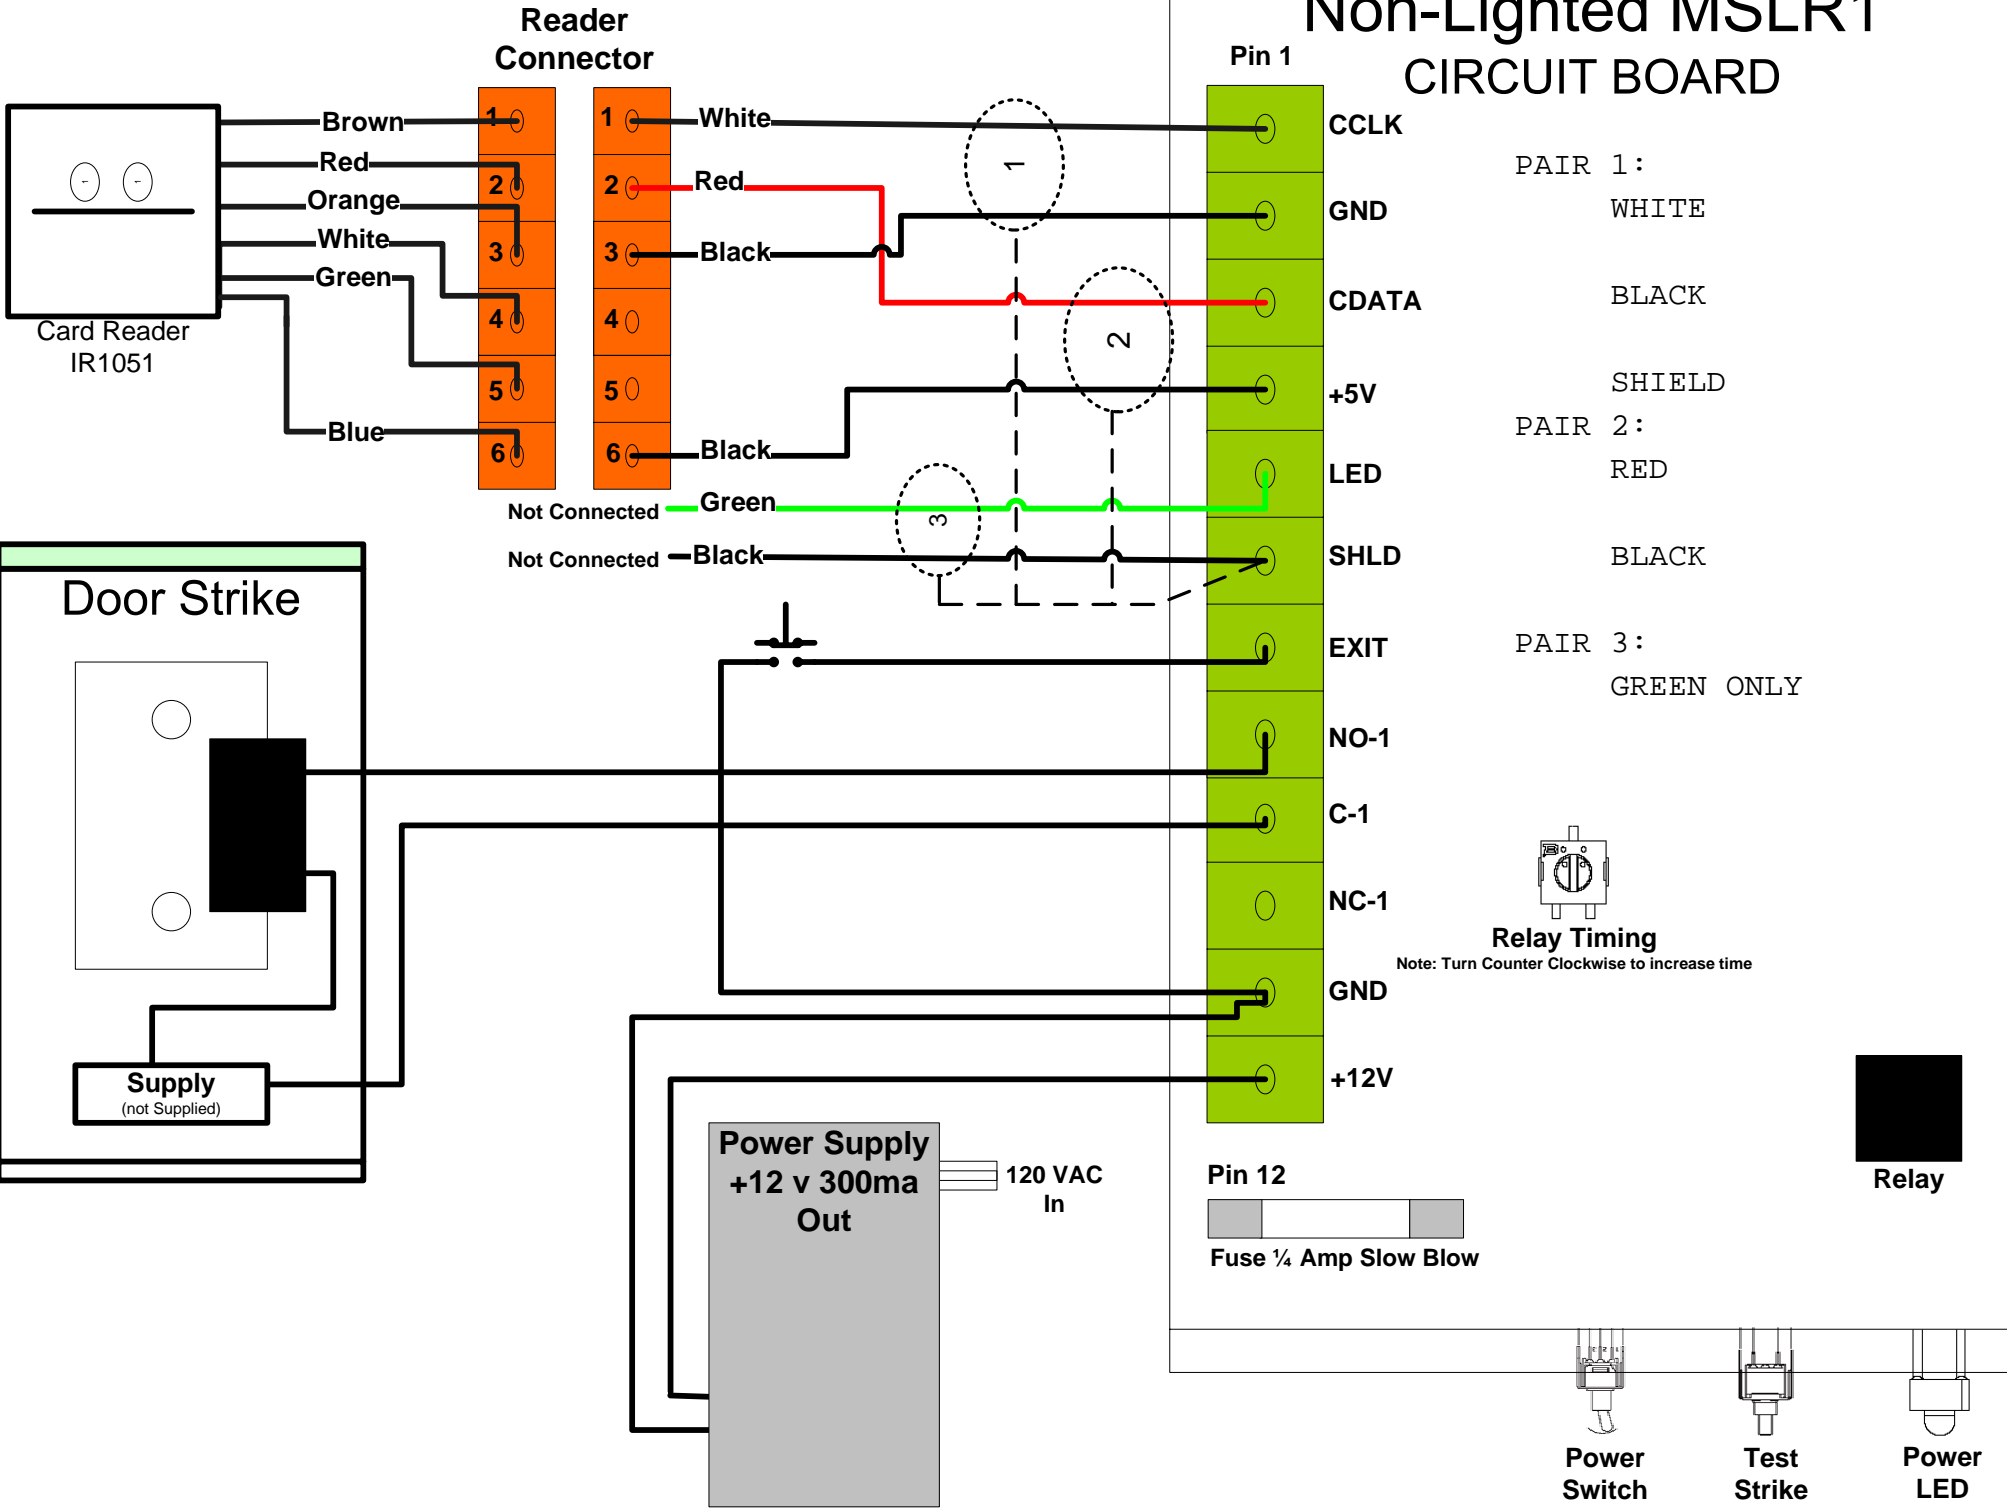 Non-Lighted MSLR1
CIRCUIT BOARD
Reader
Connector
Pin 1
Brown
Red
Orange
White
Green
Blue
1
2
3
4
5
6
1
2
3
4
5
6
White
Red
Black
Black
Not Connected
Green
Not Connected
Black
1
2
3
CCLK
GND
CDATA
+5V
LED
SHLD
EXIT
NO-1
C-1
NC-1
GND
+12V
PAIR 1:
WHITE
BLACK
SHIELD
PAIR 2:
RED
BLACK
PAIR 3:
GREEN ONLY
Card Reader
IR1051
Door Strike
Supply
(not Supplied)
Relay Timing
Note: Turn Counter Clockwise to increase time
Power Supply
+12 v 300ma
Out
120 VAC
In
Pin 12
Fuse ¼ Amp Slow Blow
Relay
Power
Switch
Test
Strike
Power
LED